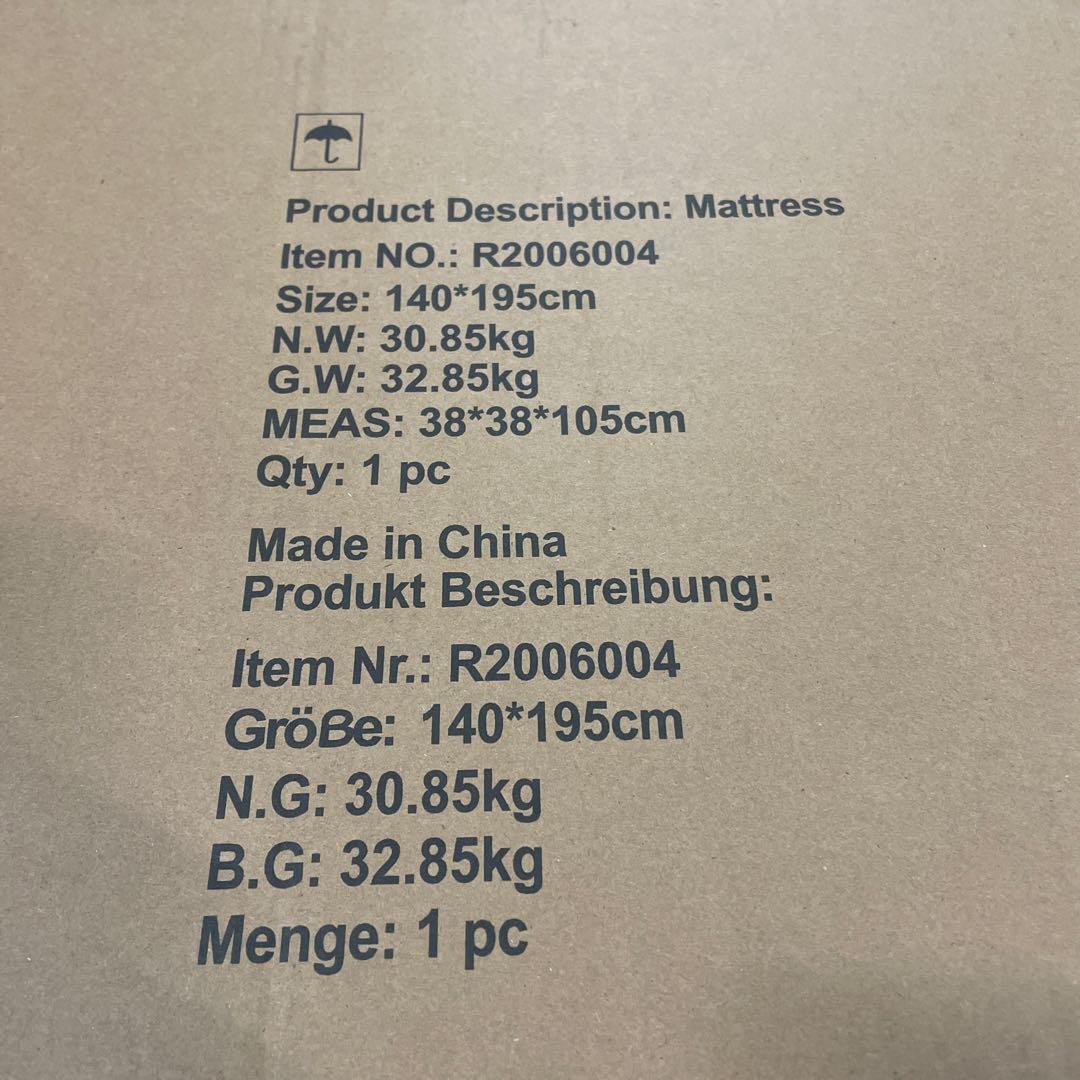 Product Description: Mattress
Item NO.: R2006004
Size: 140*195cm
N.W: 30.85kg
G.W: 32.85kg
MEAS: 38*38*105cm
Qty: 1 pc
Made in China
Produkt Beschreibung:
Item Nr.: R2006004
GröBe: 140*195cm
N.G: 30.85kg
B.G: 32.85kg
Menge: 1 pc